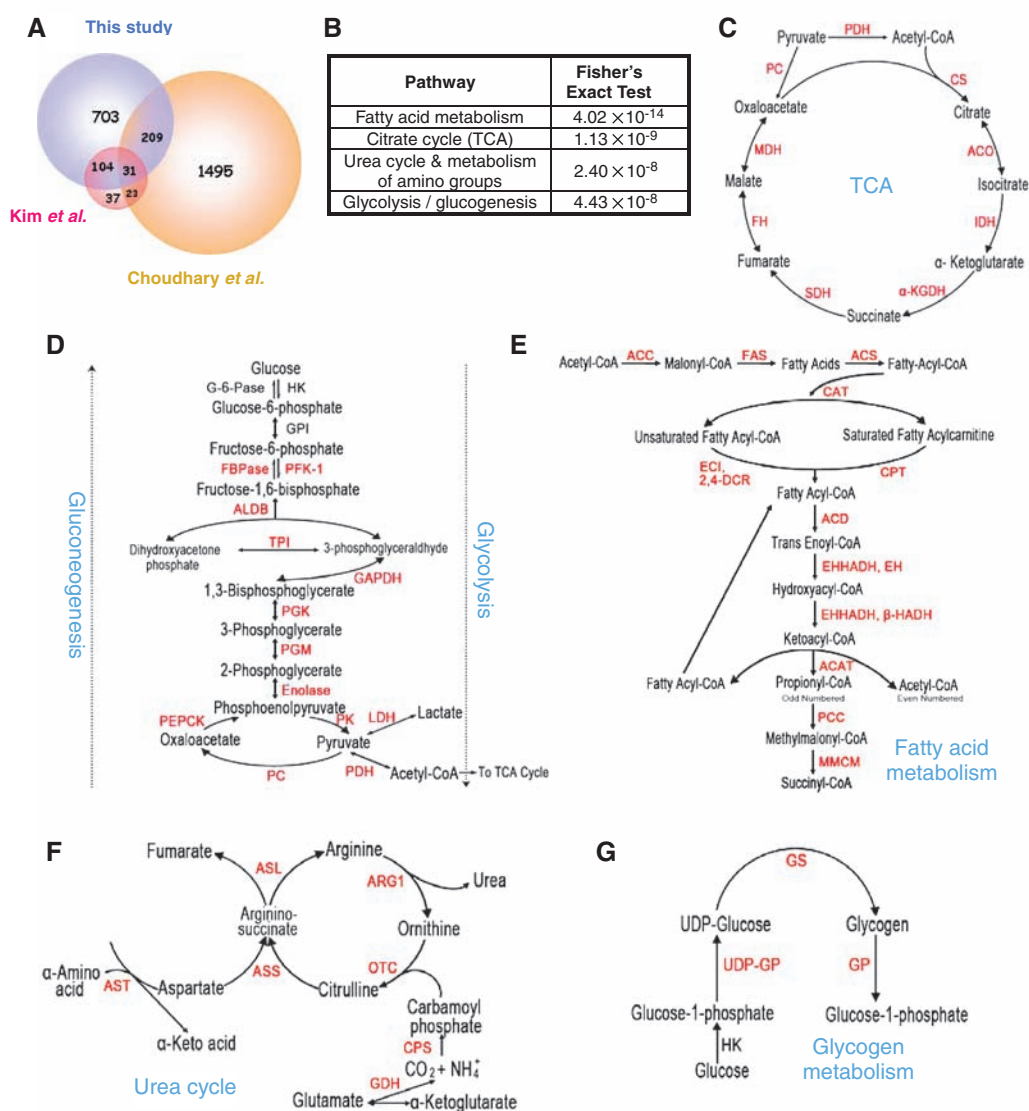 A
This study
703
209
104
31
37
23
1495
Kim et al.
Choudhary et al.
B
Pathway
Fisher's
Exact Test
Fatty acid metabolism
4.02 × 10-14
Citrate cycle (TCA)
1.13 × 10-9
Urea cycle & metabolism
of amino groups
2.40 × 10-8
Glycolysis / glucogenesis
4.43 × 10-8
C
Pyruvate
PDH
Acetyl-CoA
PC
CS
Oxaloacetate
Citrate
MDH
ACO
Malate
TCA
Isocitrate
FH
IDH
Fumarate
α- Ketoglutarate
SDH
α-KGDH
Succinate
D
Gluconeogenesis
Glycolysis
Glucose
G-6-Pase
HK
Glucose-6-phosphate
GPI
Fructose-6-phosphate
FBPase
PFK-1
Fructose-1,6-bisphosphate
ALDB
Dihydroxyacetone
phosphate
TPI
3-phosphoglyceraldhyde
GAPDH
1,3-Bisphosphoglycerate
PGK
3-Phosphoglycerate
PGM
2-Phosphoglycerate
Enolase
Phosphoenolpyruvate
PEPCK
PK
LDH
Lactate
Oxaloacetate
Pyruvate
PC
PDH
Acetyl-CoA
To TCA Cycle
E
Acetyl-CoA
ACC
Malonyl-CoA
FAS
Fatty Acids
ACS
Fatty-Acyl-CoA
CAT
Unsaturated Fatty Acyl-CoA
Saturated Fatty Acylcarnitine
ECI,
2,4-DCR
CPT
Fatty Acyl-CoA
ACD
Trans Enoyl-CoA
EHHADH, EH
Hydroxyacyl-CoA
EHHADH, β-HADH
Ketoacyl-CoA
ACAT
Fatty Acyl-CoA
Propionyl-CoA
Odd Numbered
Acetyl-CoA
Even Numbered
PCC
Methylmalonyl-CoA
MMCM
Succinyl-CoA
Fatty acid
metabolism
F
Fumarate
ASL
Arginine
ARG1
Urea
Arginino-
succinate
Ornithine
α-Amino
acid
AST
Aspartate
ASS
Citrulline
OTC
α-Keto acid
Carbamoyl
phosphate
CPS
CO2 + NH4+
GDH
Glutamate
α-Ketoglutarate
Urea cycle
G
GS
UDP-Glucose
Glycogen
UDP-GP
GP
Glucose-1-phosphate
Glucose-1-phosphate
HK
Glucose
Glycogen
metabolism